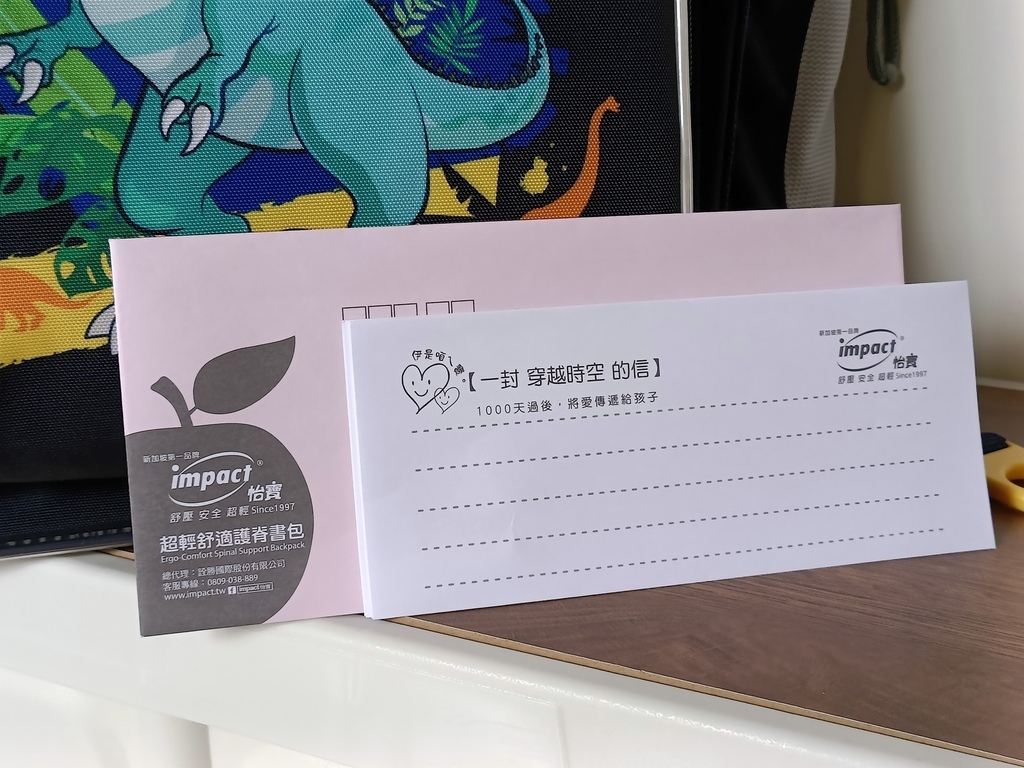 新加坡第一品牌
impact®
怡寶
舒壓 安全 超輕 Since1997
超輕舒適護脊書包
Ergo-Comfort Spinal Support Backpack
總代理：詮勝國際股份有限公司
客服專線：0809-038-889
www.impact.tw f impact 怡寶
【一封 穿越時空 的信】
1000天過後，將愛傳遞給孩子
新加坡第一品牌
impact®
怡寶
舒壓 安全 超輕 Since1997